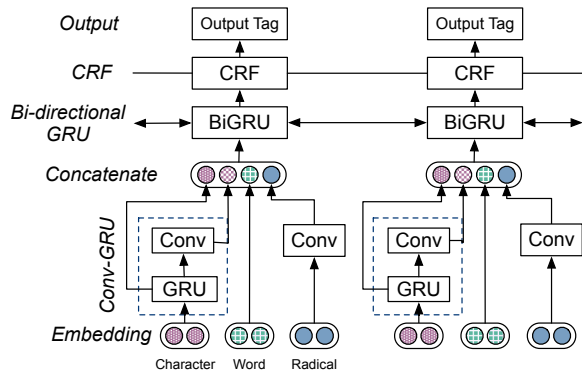 Output Output Tag Output Tag
CRF CRF CRF
Bi-directional
GRU BiGRU BiGRU
Concatenate
Conv-GRU
Conv Conv Conv Conv
GRU GRU
Embedding
Character Word Radical